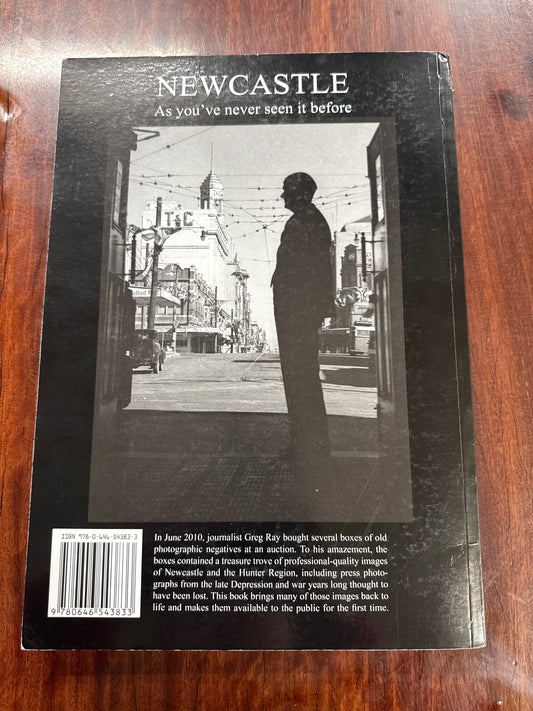 NEWCASTLE
As you've never seen it before
T&C
In June 2010, journalist Greg Ray bought several boxes of old
photographic negatives at an auction. To his amazement, the
boxes contained a treasure trove of professional-quality images
of Newcastle and the Hunter Region, including press photo-
graphs from the late Depression and war years long thought to
have been lost. This book brings many of those images back to
life and makes them available to the public for the first time.
ISBN 978-0-646-54383-3
9 780646 543833